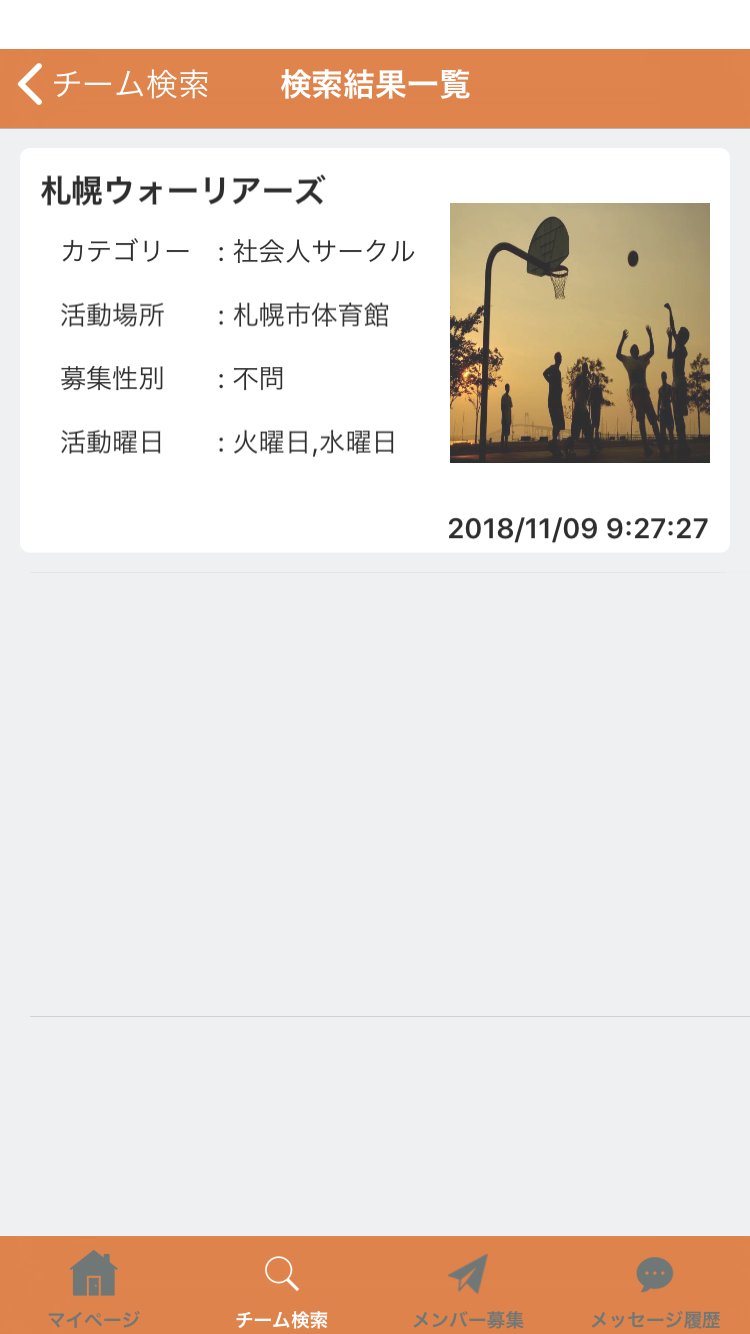 チーム検索 検索結果一覧
札幌ウォーリアーズ
カテゴリー : 社会人サークル
活動場所 : 札幌市体育館
募集性別 : 不問
活動曜日 : 火曜日,水曜日
2018/11/09 9:27:27
マイページ チーム検索 メンバー募集 メッセージ履歴